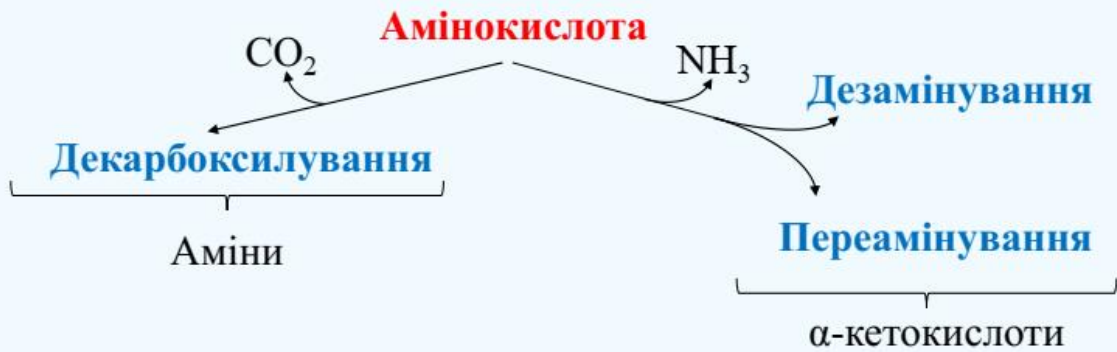 Амінокислота
CO₂
NH₃
Дезамінування
Декарбоксилування
Переамінування
Аміни
α-кетокислоти